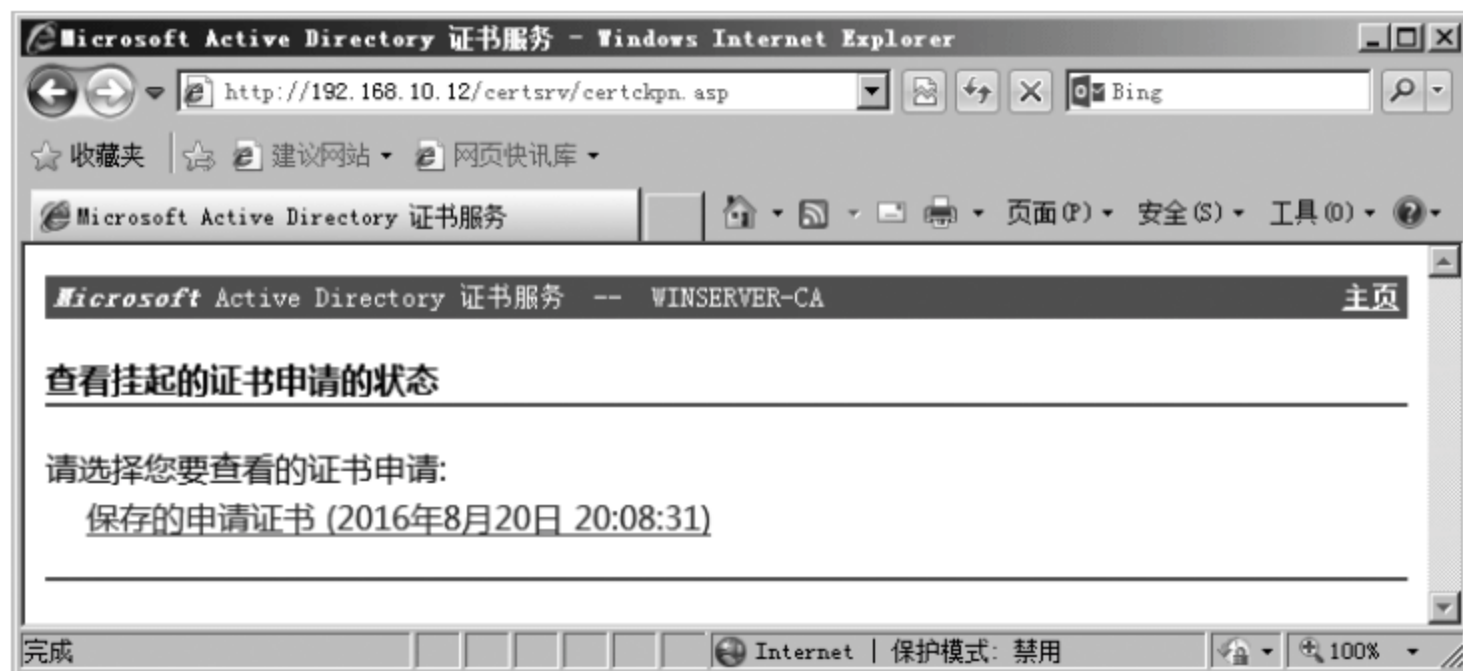 Microsoft Active Directory 证书服务 - Windows Internet Explorer
http://192.168.10.12/certsrv/certckpn.asp
Bing
收藏夹 建议网站 网页快讯库
Microsoft Active Directory 证书服务
页面(P) 安全(S) 工具(O)
Microsoft Active Directory 证书服务 -- WINSERVER-CA 主页
查看挂起的证书申请的状态
请选择您要查看的证书申请:
保存的申请证书 (2016年8月20日 20:08:31)
完成 Internet | 保护模式: 禁用 100%